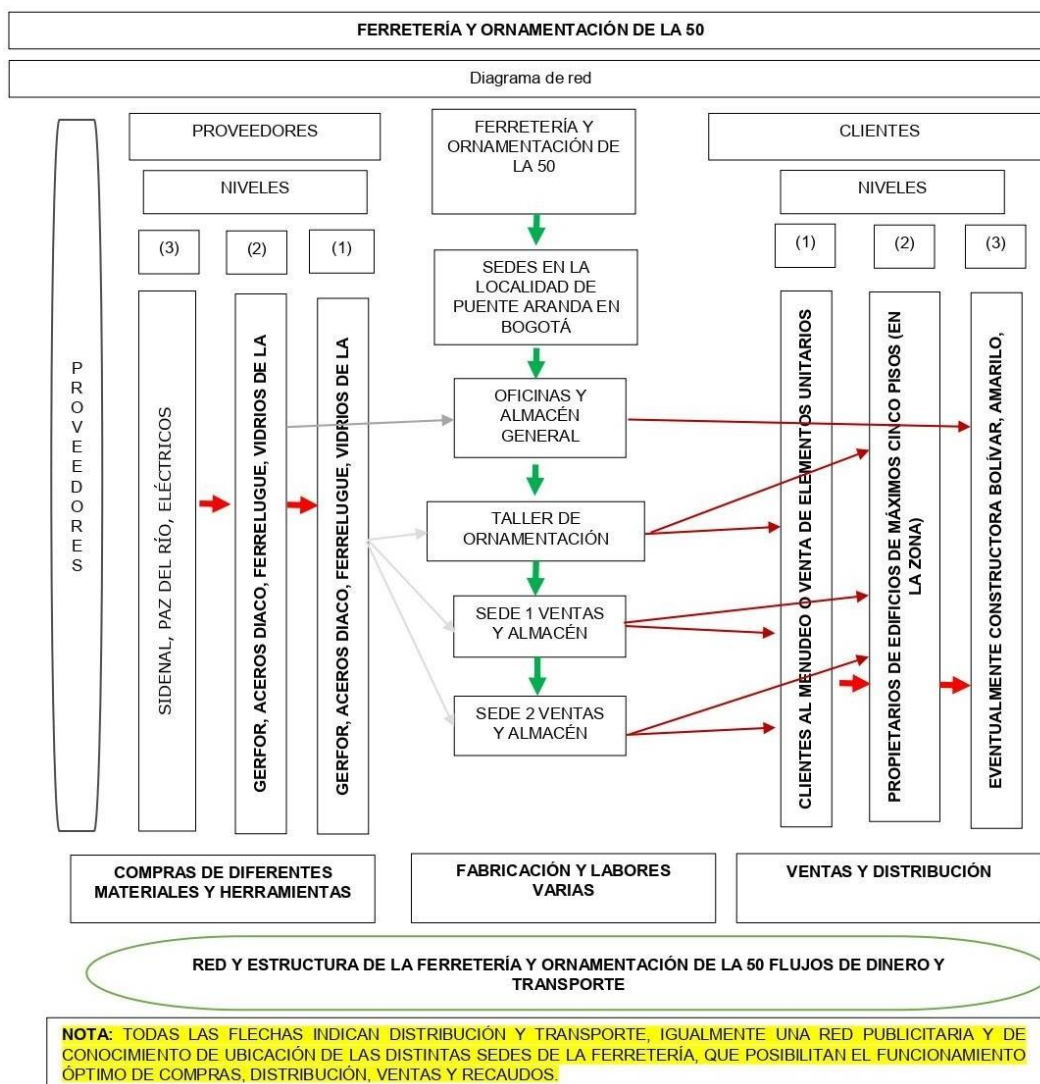 FERRETERÍA Y ORNAMENTACIÓN DE LA 50
Diagrama de red
PROVEEDORES
PROVEEDORES
NIVELES
(3)
(2)
(1)
SIDENAL, PAZ DEL RÍO, ELÉCTRICOS
GERFOR, ACEROS DIACO, FERRELUGUE, VIDRIOS DE LA
GERFOR, ACEROS DIACO, FERRELUGUE, VIDRIOS DE LA
FERRETERÍA Y
ORNAMENTACIÓN DE
LA 50
SEDES EN LA
LOCALIDAD DE
PUENTE ARANDA EN
BOGOTÁ
OFICINAS Y
ALMACÉN
GENERAL
TALLER DE
ORNAMENTACIÓN
SEDE 1 VENTAS
Y ALMACÉN
SEDE 2 VENTAS
Y ALMACÉN
CLIENTES
NIVELES
(1)
(2)
(3)
CLIENTES AL MENUDEO O VENTA DE ELEMENTOS UNITARIOS
PROPIETARIOS DE EDIFICIOS DE MÁXIMOS CINCO PISOS (EN
LA ZONA)
EVENTUALMENTE CONSTRUCTORA BOLÍVAR, AMARILO,
COMPRAS DE DIFERENTES
MATERIALES Y HERRAMIENTAS
FABRICACIÓN Y LABORES
VARIAS
VENTAS Y DISTRIBUCIÓN
RED Y ESTRUCTURA DE LA FERRETERÍA Y ORNAMENTACIÓN DE LA 50 FLUJOS DE DINERO Y
TRANSPORTE
NOTA: TODAS LAS FLECHAS INDICAN DISTRIBUCIÓN Y TRANSPORTE, IGUALMENTE UNA RED PUBLICITARIA Y DE
CONOCIMIENTO DE UBICACIÓN DE LAS DISTINTAS SEDES DE LA FERRETERÍA, QUE POSIBILITAN EL FUNCIONAMIENTO
ÓPTIMO DE COMPRAS, DISTRIBUCIÓN, VENTAS Y RECAUDOS.